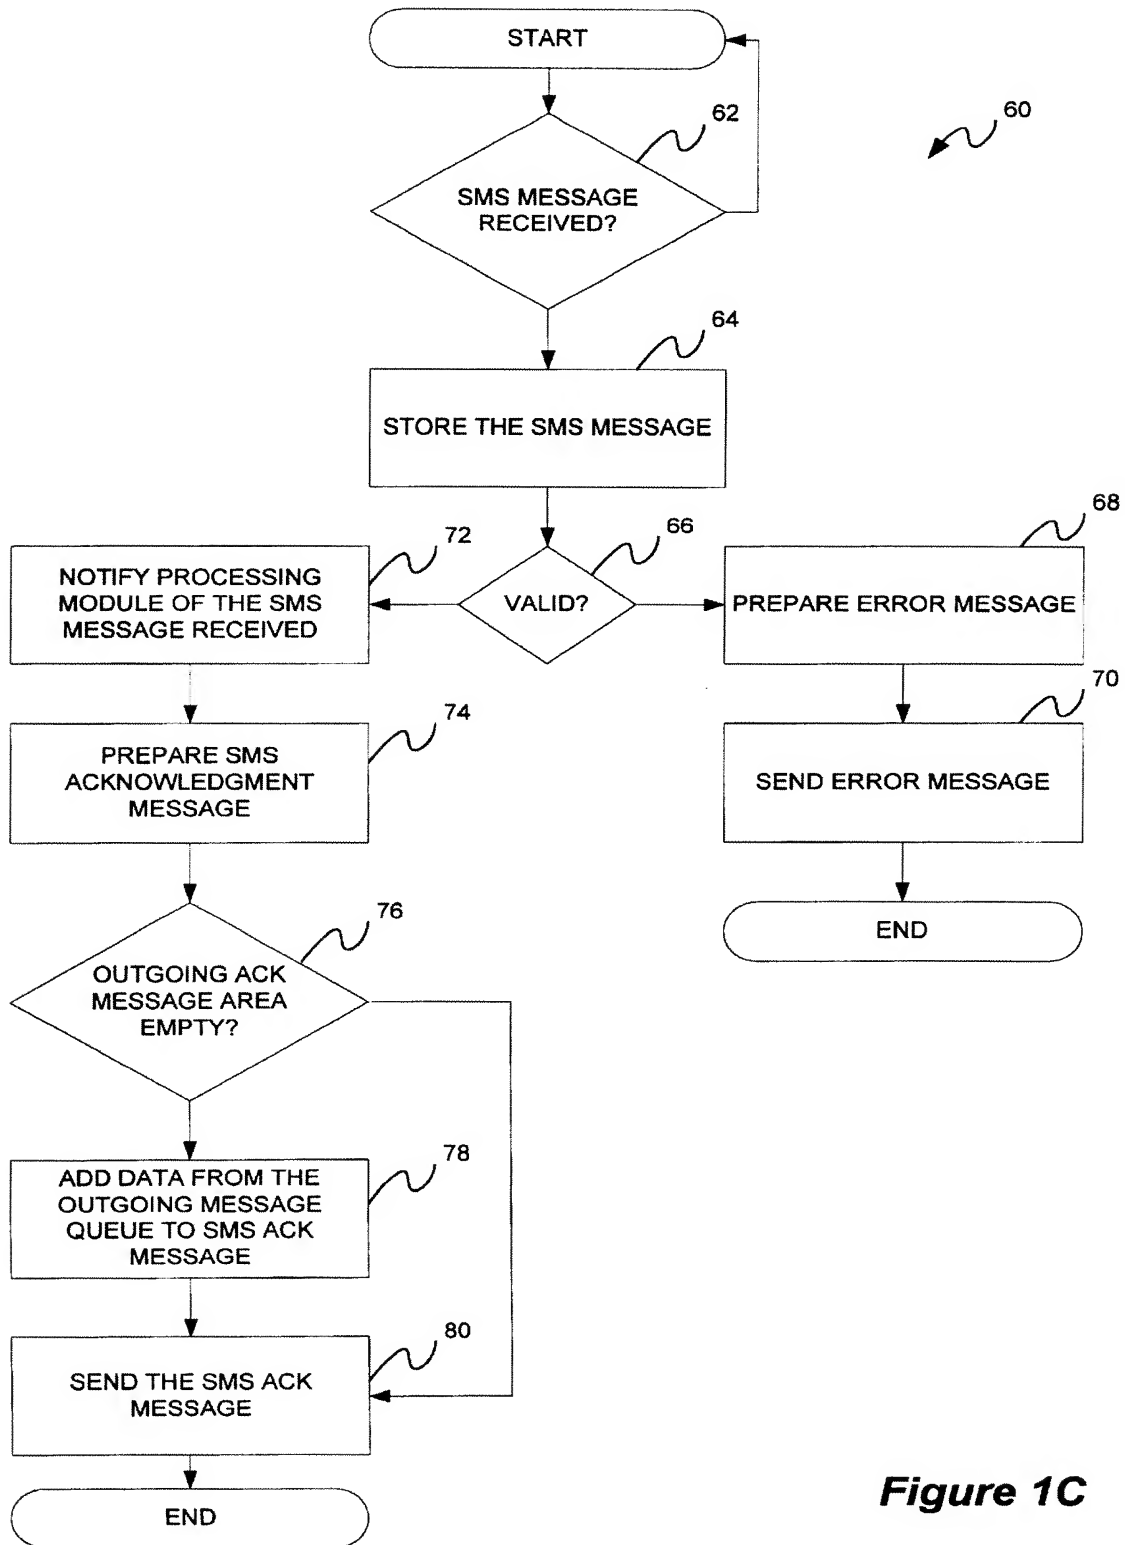 START
62
60
SMS MESSAGE
RECEIVED?
64
STORE THE SMS MESSAGE
72
66
68
NOTIFY PROCESSING
MODULE OF THE SMS
MESSAGE RECEIVED
VALID?
PREPARE ERROR MESSAGE
74
70
PREPARE SMS
ACKNOWLEDGMENT
MESSAGE
SEND ERROR MESSAGE
76
END
OUTGOING ACK
MESSAGE AREA
EMPTY?
78
ADD DATA FROM THE
OUTGOING MESSAGE
QUEUE TO SMS ACK
MESSAGE
80
SEND THE SMS ACK
MESSAGE
END
Figure 1C